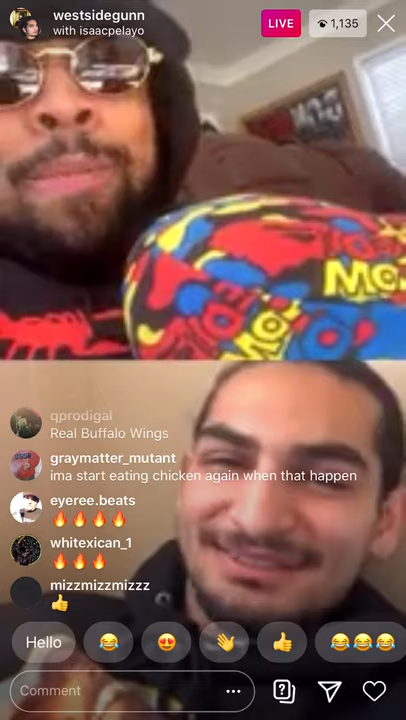 westsidegunn
with isaacpelayo
LIVE
1,135
MO
qprodigal
Real Buffalo Wings
graymatter_mutant
ima start eating chicken again when that happen
eyeree.beats
🔥🔥🔥🔥
whitexican_1
🔥🔥🔥
mizzmizzmizzz
👍
Hello 😂 😍 👋 👍 😂😂😂
Comment